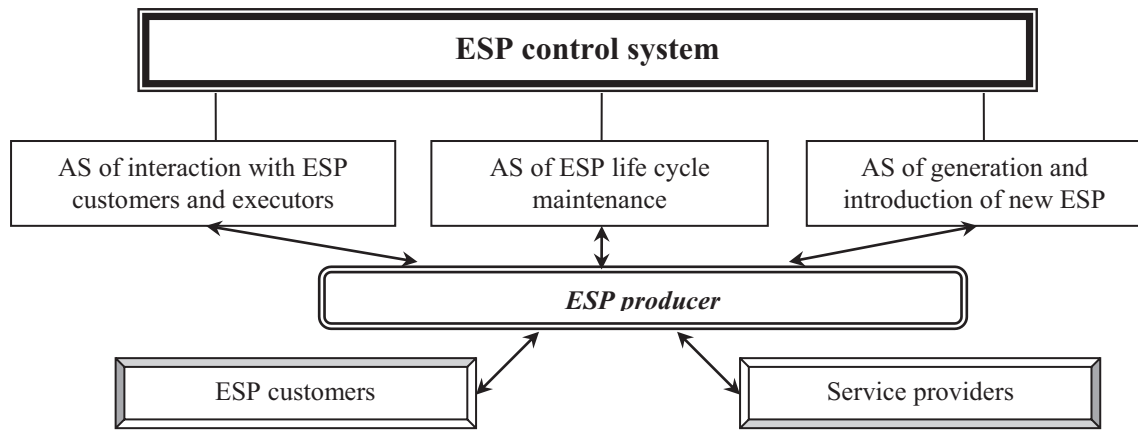 ESP control system
AS of interaction with ESP
customers and executors
AS of ESP life cycle
maintenance
AS of generation and
introduction of new ESP
ESP producer
ESP customers
Service providers